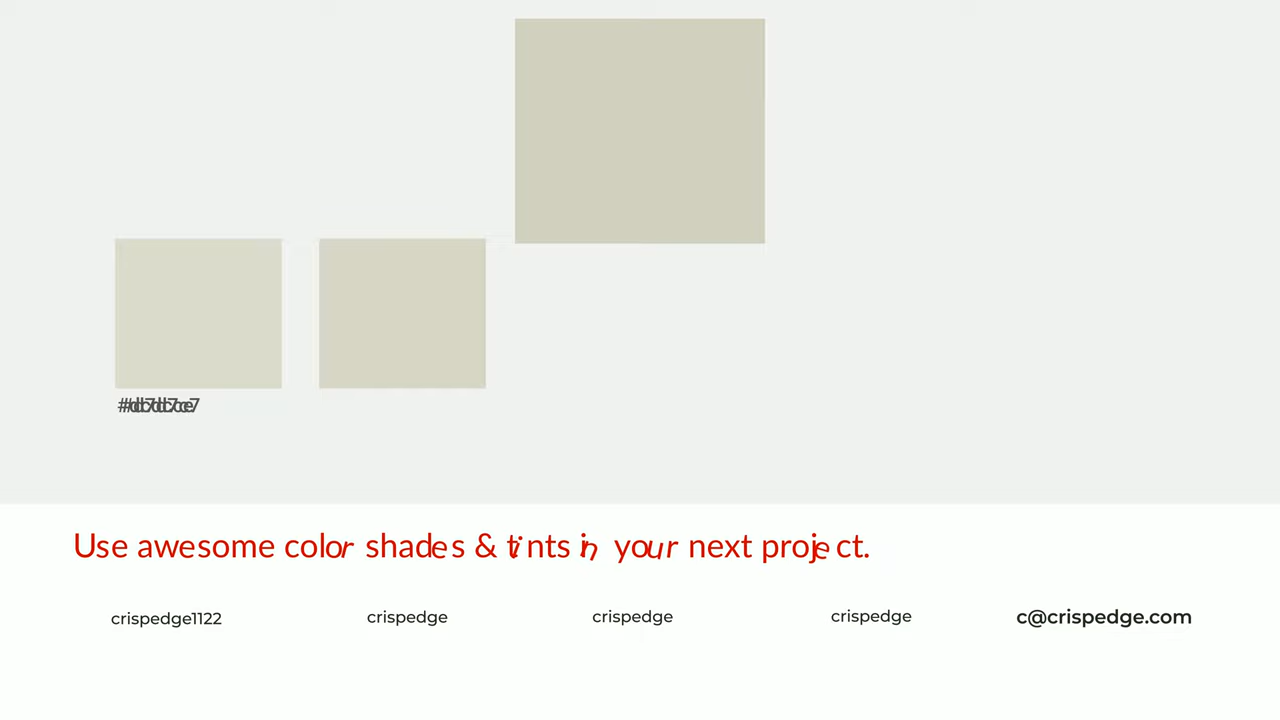 Use awesome color shades & tints in your next project.
crispedge1122 crispedge crispedge crispedge c@crispedge.com